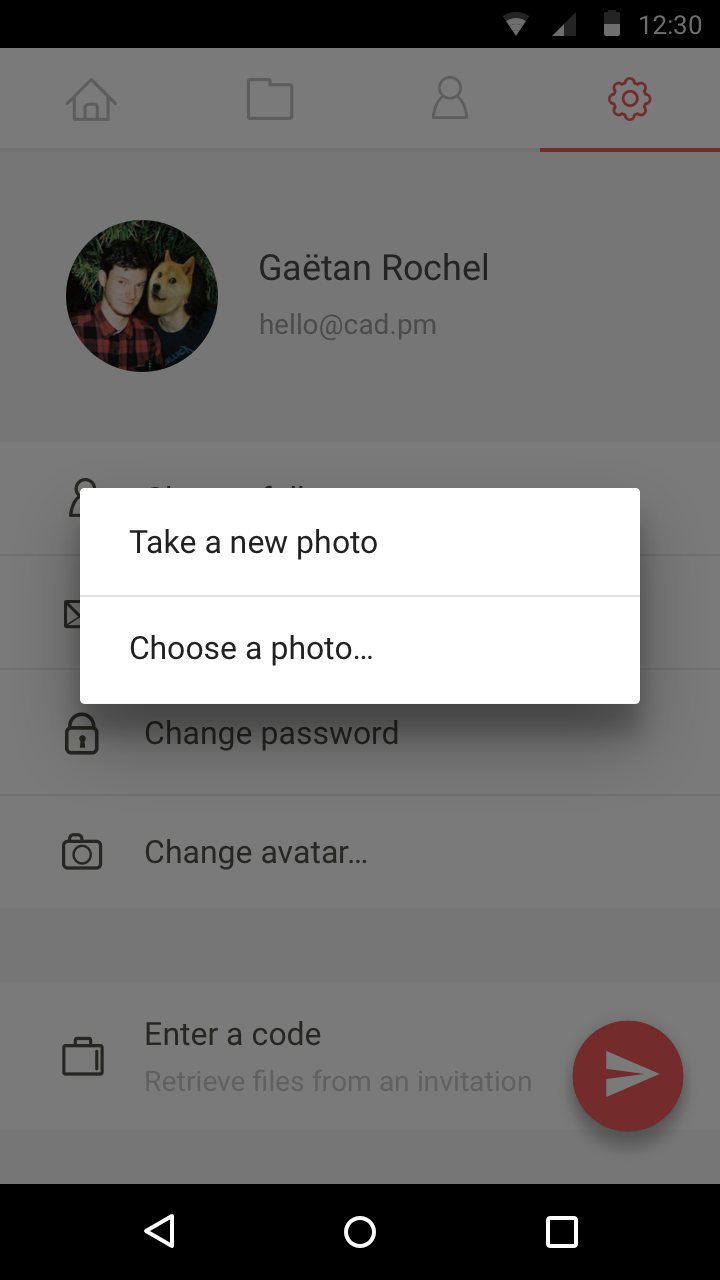 12:30
Gaëtan Rochel
hello@cad.pm
Take a new photo
Choose a photo…
Change password
Change avatar…
Enter a code
Retrieve files from an invitation